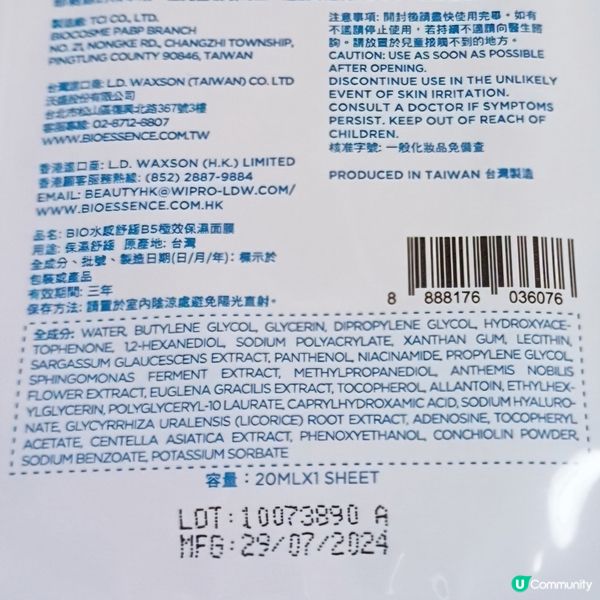 製造廠: TCI CO., LTD.
BIOCOSME PABP BRANCH
NO. 21, NONGKE RD., CHANGZHI TOWNSHIP,
PINGTUNG COUNTY 90846, TAIWAN
台灣進口商: L.D. WAXSON (TAIWAN) CO. LTD
沃盛股份有限公司
台北市松山區復興北路367號3樓
客服專線: 02-8712-8807
WWW.BIOESSENCE.COM.TW
香港進口商: L.D. WAXSON (H.K.) LIMITED
香港顧客服務熱線: (852) 2887-9884
EMAIL: BEAUTYHK@WIPRO-LDW.COM/
WWW.BIOESSENCE.COM.HK
品名: BIO水感舒緩B5極效保濕面膜
用途: 保濕舒緩 原產地: 台灣
全成分、批號、製造日期(日/月/年): 標示於
包裝或產品
有效期間: 三年
保存方法: 請置於室內陰涼處避免陽光直射。
注意事項: 開封後請盡快使用完畢。如有
不適請停止使用，若持續不適請向醫生諮
詢。請放置於兒童接觸不到的地方。
CAUTION: USE AS SOON AS POSSIBLE
AFTER OPENING.
DISCONTINUE USE IN THE UNLIKELY
EVENT OF SKIN IRRITATION.
CONSULT A DOCTOR IF SYMPTOMS
PERSIST. KEEP OUT OF REACH OF
CHILDREN.
核准字號: 一般化妝品免備查
PRODUCED IN TAIWAN 台灣製造
8 888176 036076
全成分: WATER, BUTYLENE GLYCOL, GLYCERIN, DIPROPYLENE GLYCOL, HYDROXYACE-
TOPHENONE, 1,2-HEXANEDIOL, SODIUM POLYACRYLATE, XANTHAN GUM, LECITHIN,
SARGASSUM GLAUCESCENS EXTRACT, PANTHENOL, NIACINAMIDE, PROPYLENE GLYCOL,
SPHINGOMONAS FERMENT EXTRACT, METHYLPROPANEDIOL, ANTHEMIS NOBILIS
FLOWER EXTRACT, EUGLENA GRACILIS EXTRACT, TOCOPHEROL, ALLANTOIN, ETHYLHEX-
YLGLYCERIN, POLYGLYCERYL-10 LAURATE, CAPRYLHYDROXAMIC ACID, SODIUM HYALURO-
NATE, GLYCYRRHIZA URALENSIS (LICORICE) ROOT EXTRACT, ADENOSINE, TOCOPHERYL
ACETATE, CENTELLA ASIATICA EXTRACT, PHENOXYETHANOL, CONCHIOLIN POWDER,
SODIUM BENZOATE, POTASSIUM SORBATE
容量：20MLX1 SHEET
LOT:10073890 A
MFG:29/07/2024
U Community